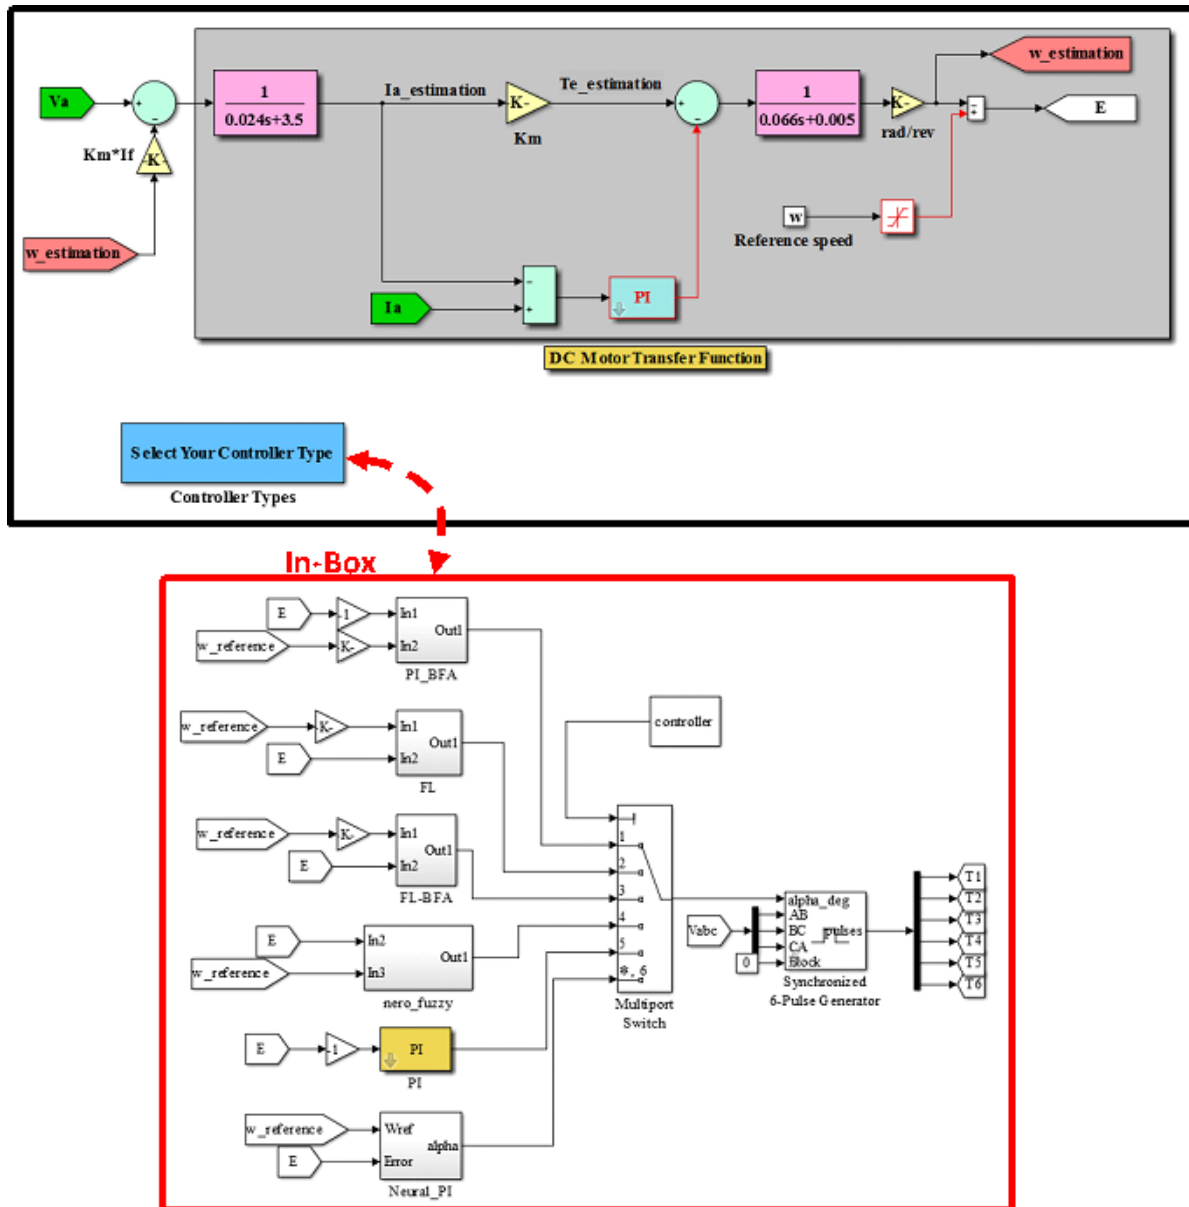 w_estimation
Va
1
0.024s+3.5
Ia_estimation
K-
Km
Te_estimation
1
0.066s+0.005
K-
rad/rev
E
Km*If
K
w_estimation
w
Reference speed
Ia
PI
DC Motor Transfer Function
Select Your Controller Type
Controller Types
In-Box
E
-1
In1
Out1
w_reference
K-
In2
PI_BFA
w_reference
K-
In1
Out1
E
In2
FL
controller
w_reference
K-
In1
Out1
E
In2
FL-BFA
1
2
3
4
5
*, 6
Multiport
Switch
E
In2
Out1
w_reference
In3
nero_fuzzy
Vabc
0
alpha_deg
AB
BC
CA
Block
pulses
Synchronized
6-Pulse Generator
T1
T2
T3
T4
T5
T6
E
-1
PI
PI
w_reference
Wref
alpha
E
Error
Neural_PI